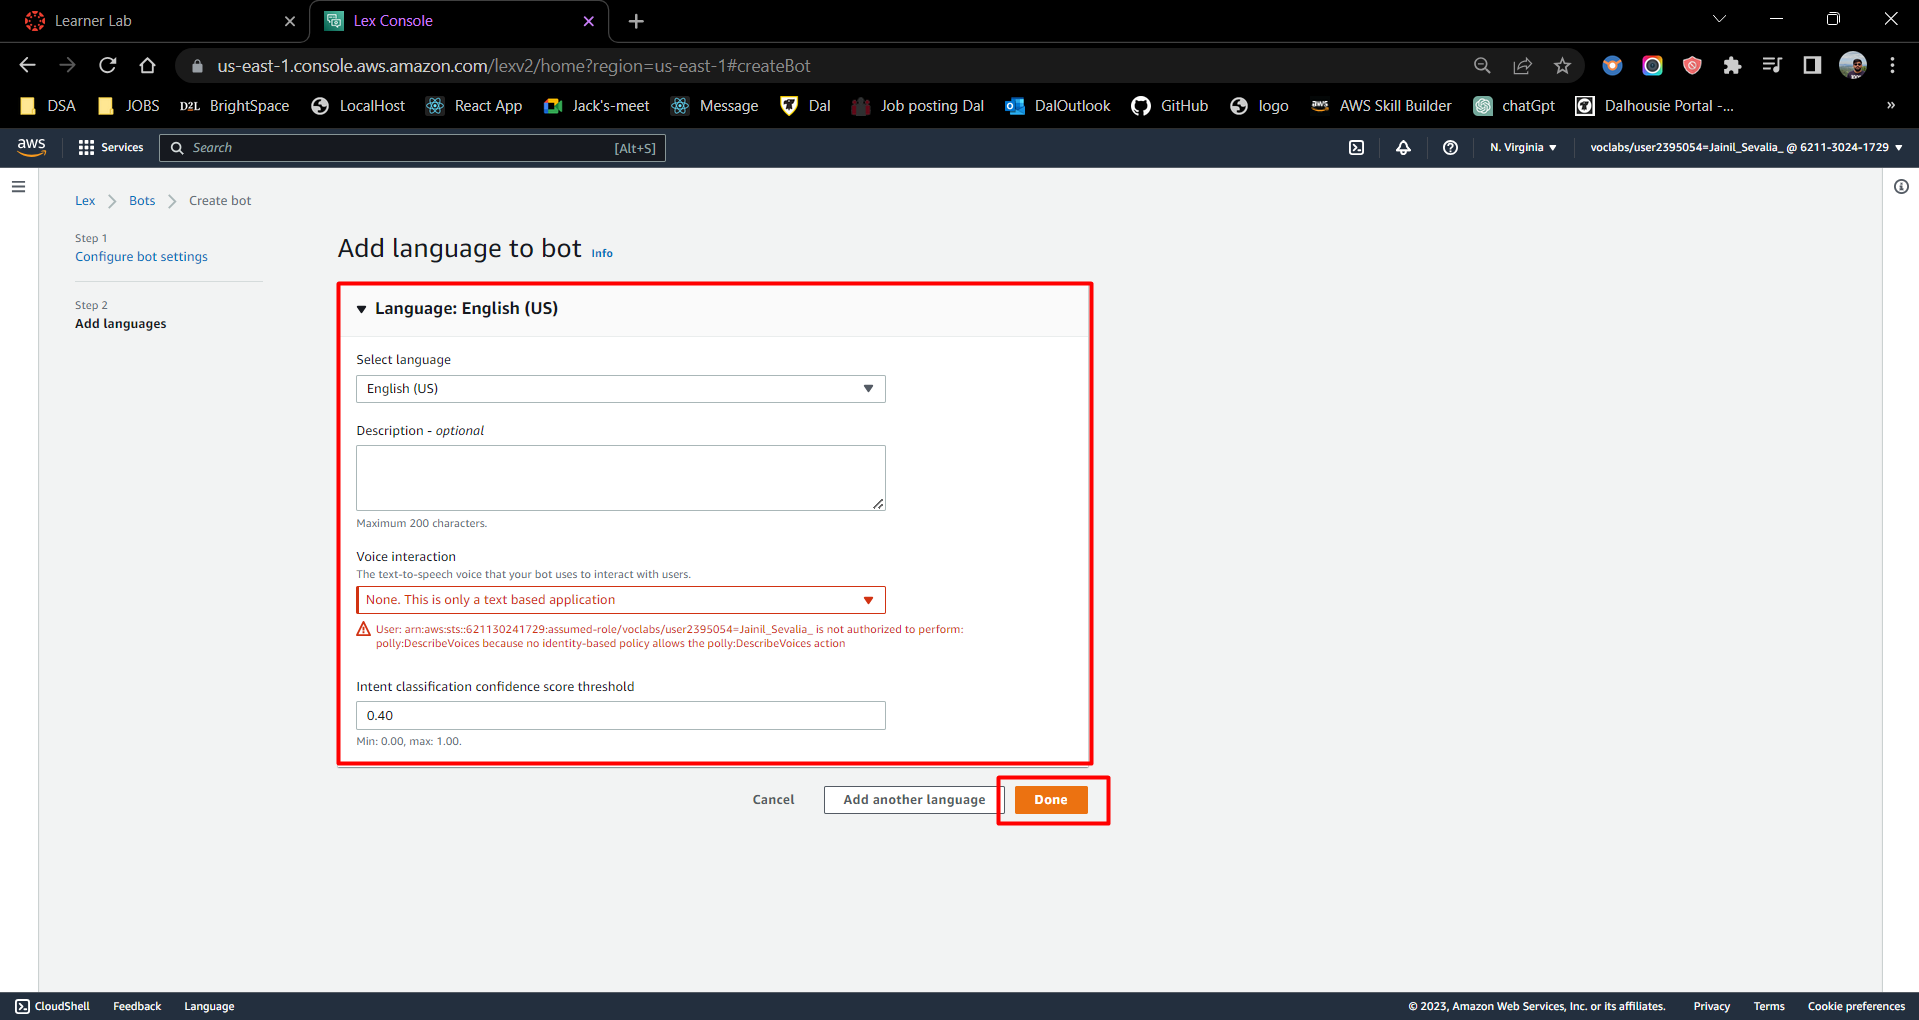 Learner Lab
Lex Console
us-east-1.console.aws.amazon.com/lexv2/home?region=us-east-1#createBot
DSA JOBS D2L BrightSpace LocalHost React App Jack's-meet Message Dal Job posting Dal DalOutlook GitHub logo aws AWS Skill Builder chatGpt Dalhousie Portal -... »
aws Services Search [Alt+S] N. Virginia voclabs/user2395054=Jainil_Sevalia_ @ 6211-3024-1729
Lex Bots Create bot
Step 1
Configure bot settings
Step 2
Add languages
Add language to bot Info
Language: English (US)
Select language
English (US)
Description - optional
Maximum 200 characters.
Voice interaction
The text-to-speech voice that your bot uses to interact with users.
None. This is only a text based application
User: arn:aws:sts::621130241729:assumed-role/voclabs/user2395054=Jainil_Sevalia_ is not authorized to perform:
polly:DescribeVoices because no identity-based policy allows the polly:DescribeVoices action
Intent classification confidence score threshold
0.40
Min: 0.00, max: 1.00.
Cancel Add another language Done
CloudShell Feedback Language © 2023, Amazon Web Services, Inc. or its affiliates. Privacy Terms Cookie preferences